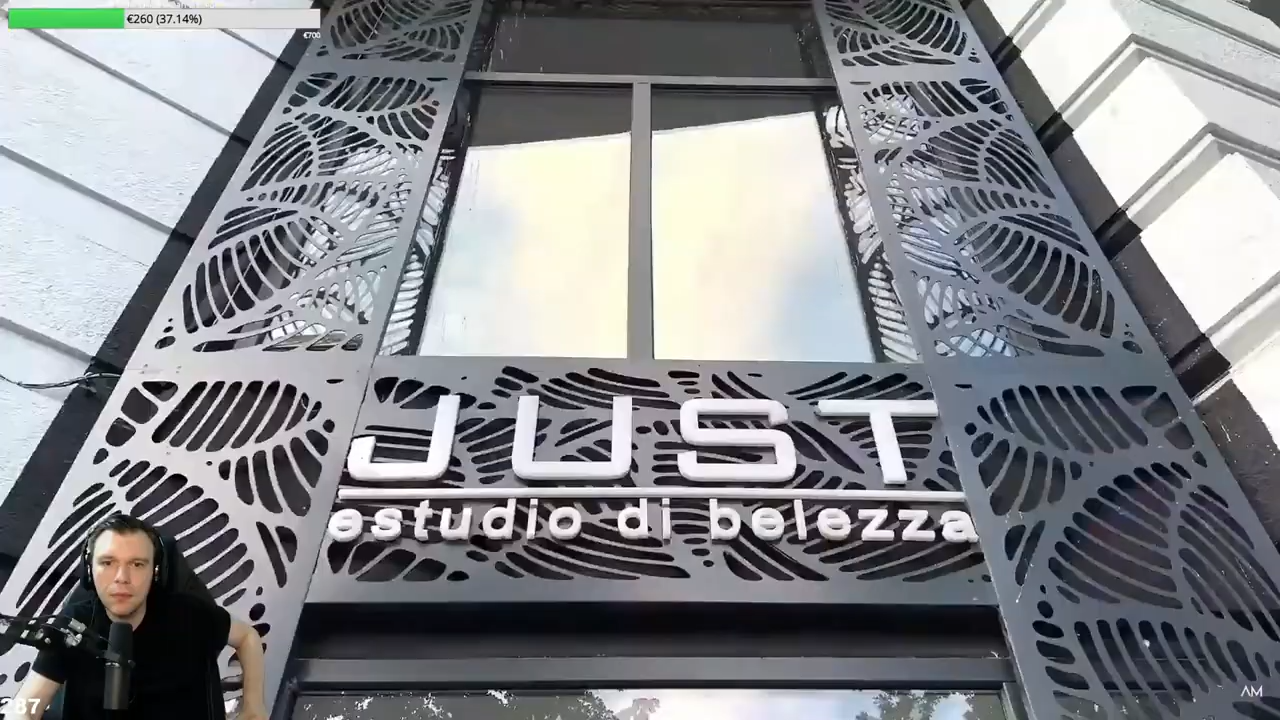 €260 (37.14%)
€700
JUST
estudio di belezza
287
AM